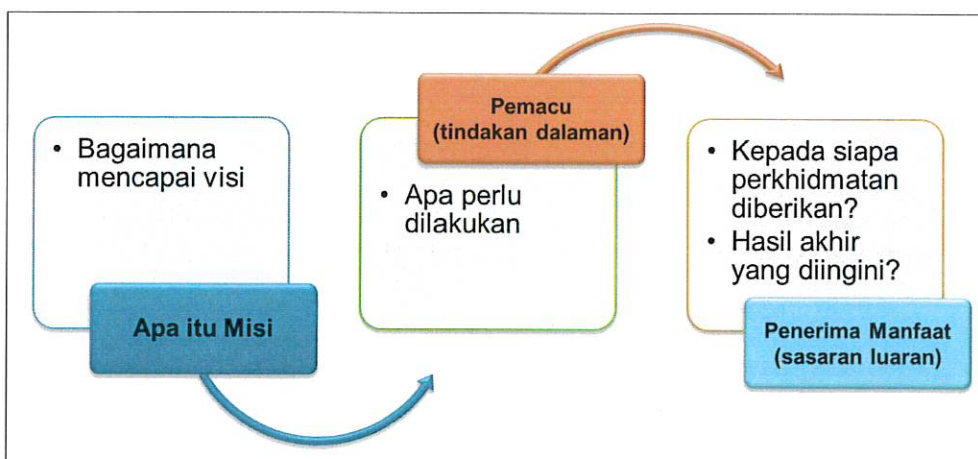 • Bagaimana
mencapai visi
Apa itu Misi
Pemacu
(tindakan dalaman)
• Apa perlu
dilakukan
• Kepada siapa
perkhidmatan
diberikan?
• Hasil akhir
yang diingini?
Penerima Manfaat
(sasaran luaran)